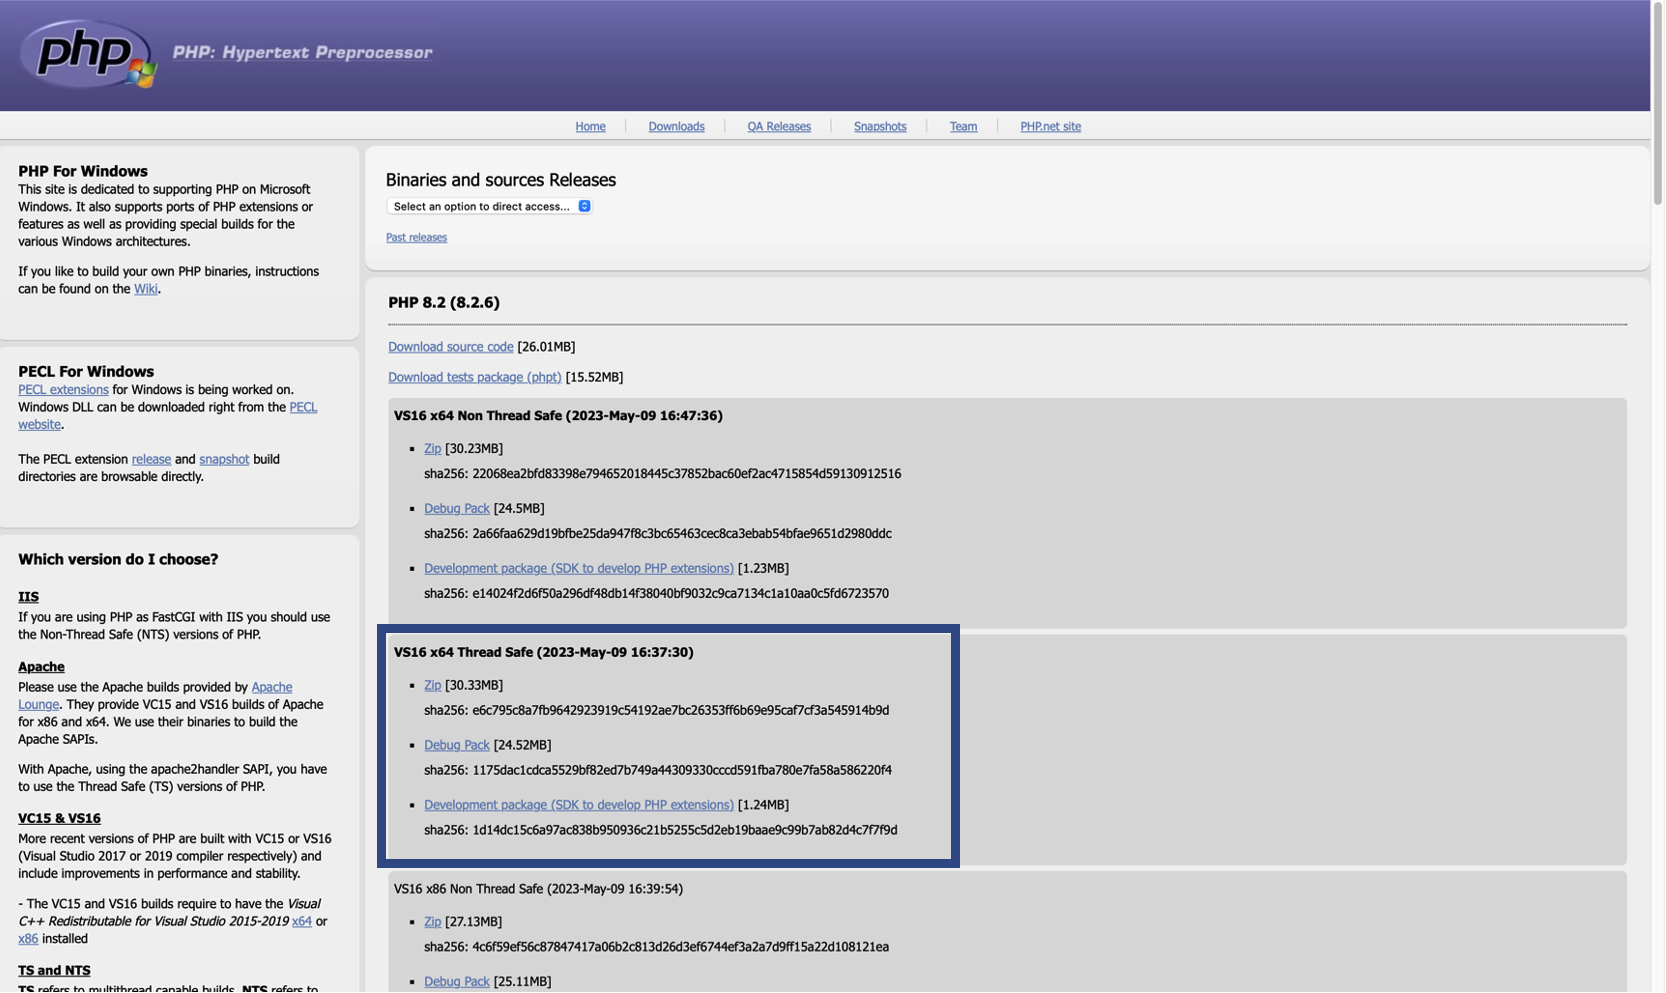 php
PHP: Hypertext Preprocessor
Home
Downloads
QA Releases
Snapshots
Team
PHP.net site
PHP For Windows
This site is dedicated to supporting PHP on Microsoft
Windows. It also supports ports of PHP extensions or
features as well as providing special builds for the
various Windows architectures.
If you like to build your own PHP binaries, instructions
can be found on the Wiki.
PECL For Windows
PECL extensions for Windows is being worked on.
Windows DLL can be downloaded right from the PECL
website.
The PECL extension release and snapshot build
directories are browsable directly.
Which version do I choose?
IIS
If you are using PHP as FastCGI with IIS you should use
the Non-Thread Safe (NTS) versions of PHP.
Apache
Please use the Apache builds provided by Apache
Lounge. They provide VC15 and VS16 builds of Apache
for x86 and x64. We use their binaries to build the
Apache SAPIs.
With Apache, using the apache2handler SAPI, you have
to use the Thread Safe (TS) versions of PHP.
VC15 & VS16
More recent versions of PHP are built with VC15 or VS16
(Visual Studio 2017 or 2019 compiler respectively) and
include improvements in performance and stability.
- The VC15 and VS16 builds require to have the Visual
C++ Redistributable for Visual Studio 2015-2019 x64 or
x86 installed
TS and NTS
TS refers to multithread capable builds. NTS refers to
Binaries and sources Releases
Select an option to direct access...
Past releases
PHP 8.2 (8.2.6)
Download source code [26.01MB]
Download tests package (phpt) [15.52MB]
VS16 x64 Non Thread Safe (2023-May-09 16:47:36)
Zip [30.23MB]
sha256: 22068ea2bfd83398e794652018445c37852bac60ef2ac4715854d59130912516
Debug Pack [24.5MB]
sha256: 2a66faa629d19bfbe25da947f8c3bc65463cec8ca3ebab54bfae9651d2980ddc
Development package (SDK to develop PHP extensions) [1.23MB]
sha256: e14024f2d6f50a296df48db14f38040bf9032c9ca7134c1a10aa0c5fd6723570
VS16 x64 Thread Safe (2023-May-09 16:37:30)
Zip [30.33MB]
sha256: e6c795c8a7fb9642923919c54192ae7bc26353ff6b69e95caf7cf3a545914b9d
Debug Pack [24.52MB]
sha256: 1175dac1cdca5529bf82ed7b749a44309330cccd591fba780e7fa58a586220f4
Development package (SDK to develop PHP extensions) [1.24MB]
sha256: 1d14dc15c6a97ac838b950936c21b5255c5d2eb19baae9c99b7ab82d4c7f7f9d
VS16 x86 Non Thread Safe (2023-May-09 16:39:54)
Zip [27.13MB]
sha256: 4c6f59ef56c87847417a06b2c813d26d3ef6744ef3a2a7d9ff15a22d108121ea
Debug Pack [25.11MB]